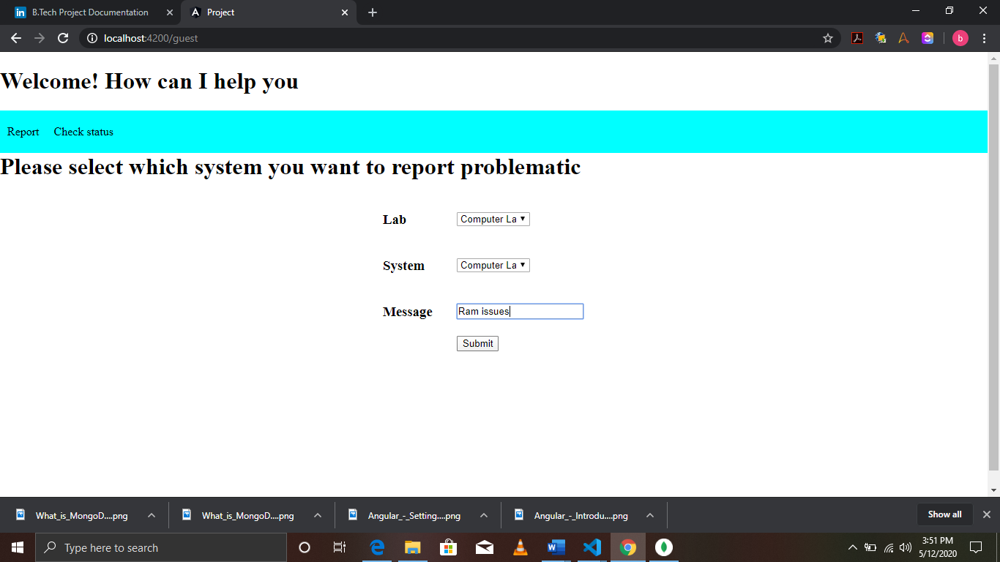 in B.Tech Project Documentation
A Project
localhost:4200/guest
b
Welcome! How can I help you
Report Check status
Please select which system you want to report problematic
Lab Computer La
System Computer La
Message Ram issues
Submit
What_is_MongoD....png What_is_MongoD....png Angular_-_Setting....png Angular_-_Introdu....png Show all
Type here to search
3:51 PM
5/12/2020